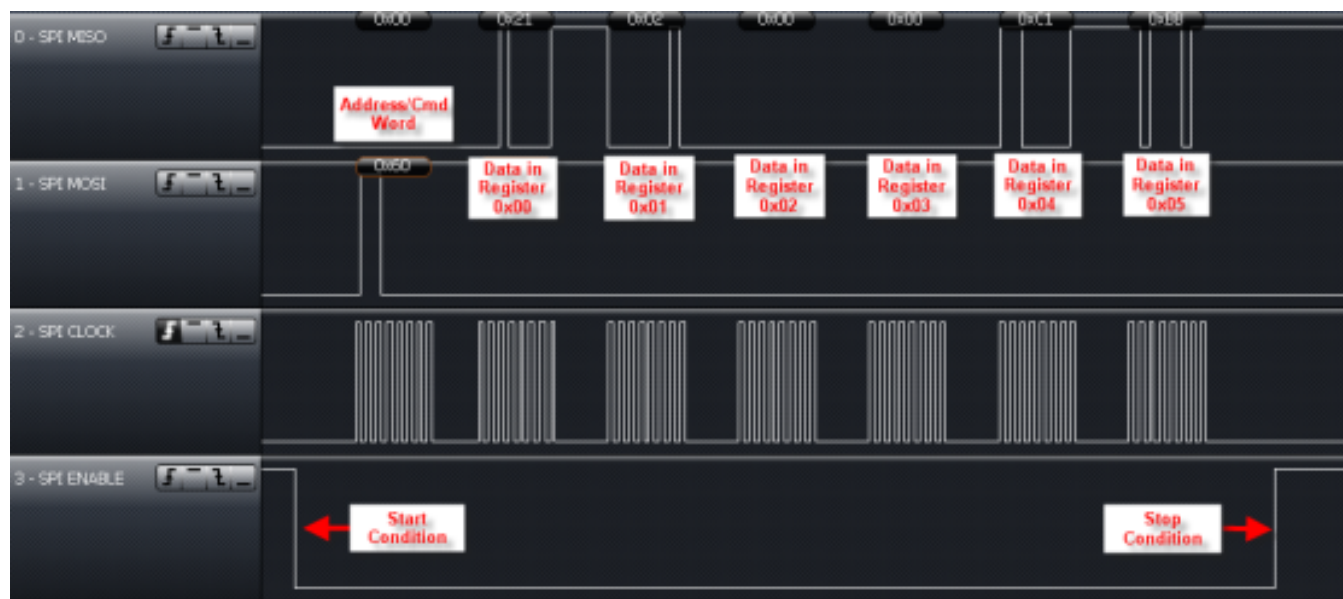 0x00 0x21 0x02 0x00 0x00 0xC1 0xBB
0 - SPI MISO
Address/Cmd
Word
0x60
1 - SPI MOSI
Data in
Register
0x00
Data in
Register
0x01
Data in
Register
0x02
Data in
Register
0x03
Data in
Register
0x04
Data in
Register
0x05
2 - SPI CLOCK
3 - SPI ENABLE
Start
Condition
Stop
Condition